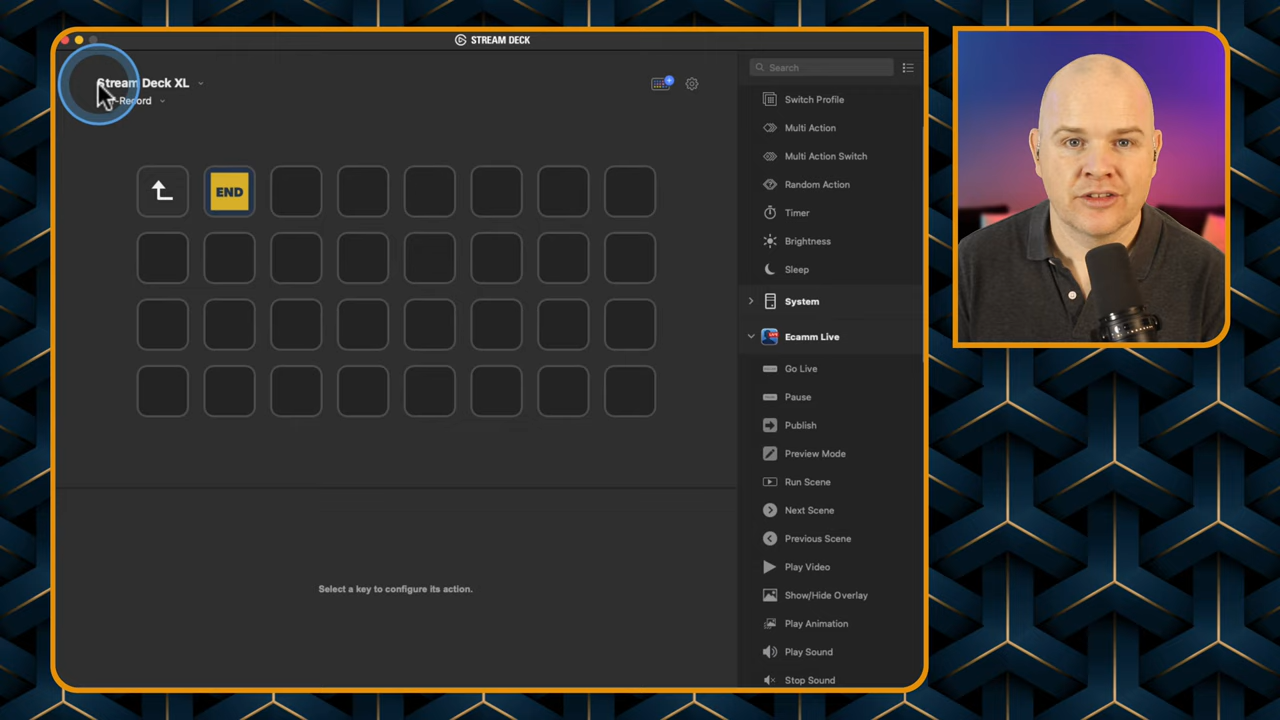 STREAM DECK
Stream Deck XL
-Record
END
Select a key to configure its action.
Search
Switch Profile
Multi Action
Multi Action Switch
Random Action
Timer
Brightness
Sleep
System
Ecamm Live
Go Live
Pause
Publish
Preview Mode
Run Scene
Next Scene
Previous Scene
Play Video
Show/Hide Overlay
Play Animation
Play Sound
Stop Sound